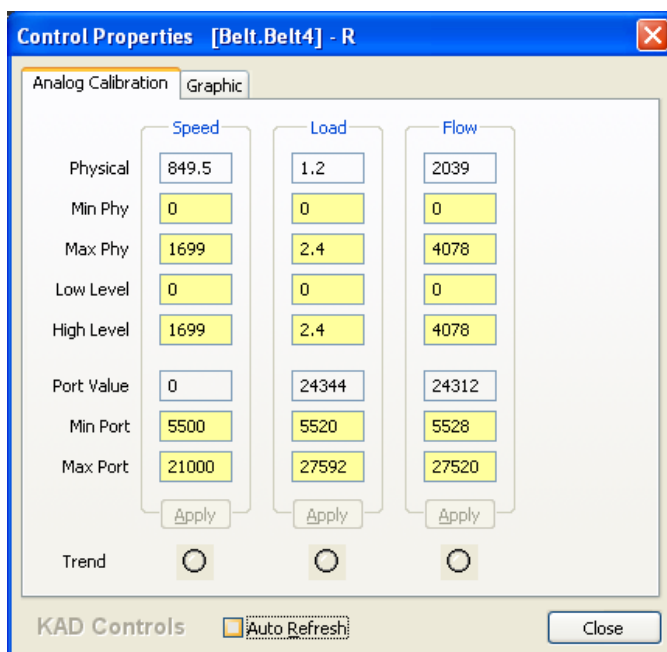 Control Properties [Belt.Belt4] - R
Analog Calibration Graphic
Speed Load Flow
Physical 849.5 1.2 2039
Min Phy 0 0 0
Max Phy 1699 2.4 4078
Low Level 0 0 0
High Level 1699 2.4 4078
Port Value 0 24344 24312
Min Port 5500 5520 5528
Max Port 21000 27592 27520
Apply Apply Apply
Trend
KAD Controls Auto Refresh Close